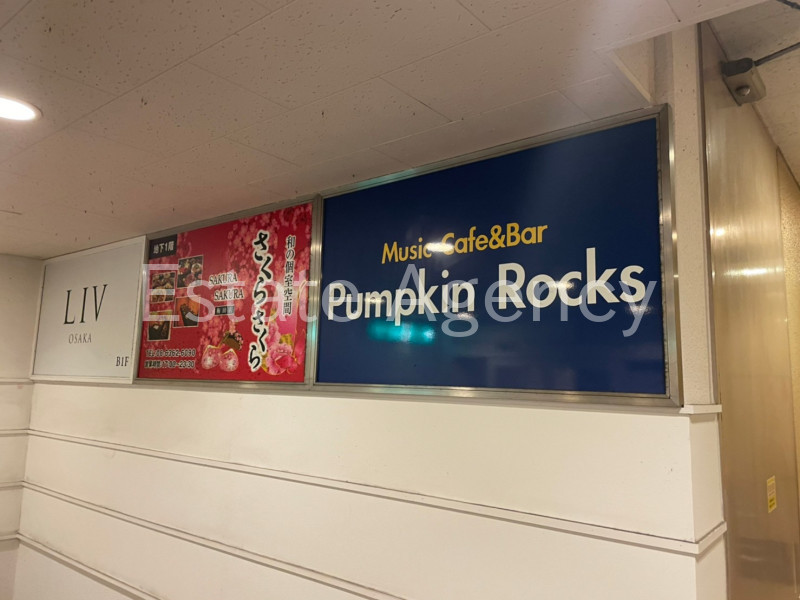 LIV
OSAKA
B1F
地下1階
SAKURA
SAKURA
さくらさくら
和の個室空間
Music Cafe&Bar
Pumpkin Rocks
Estate Agency